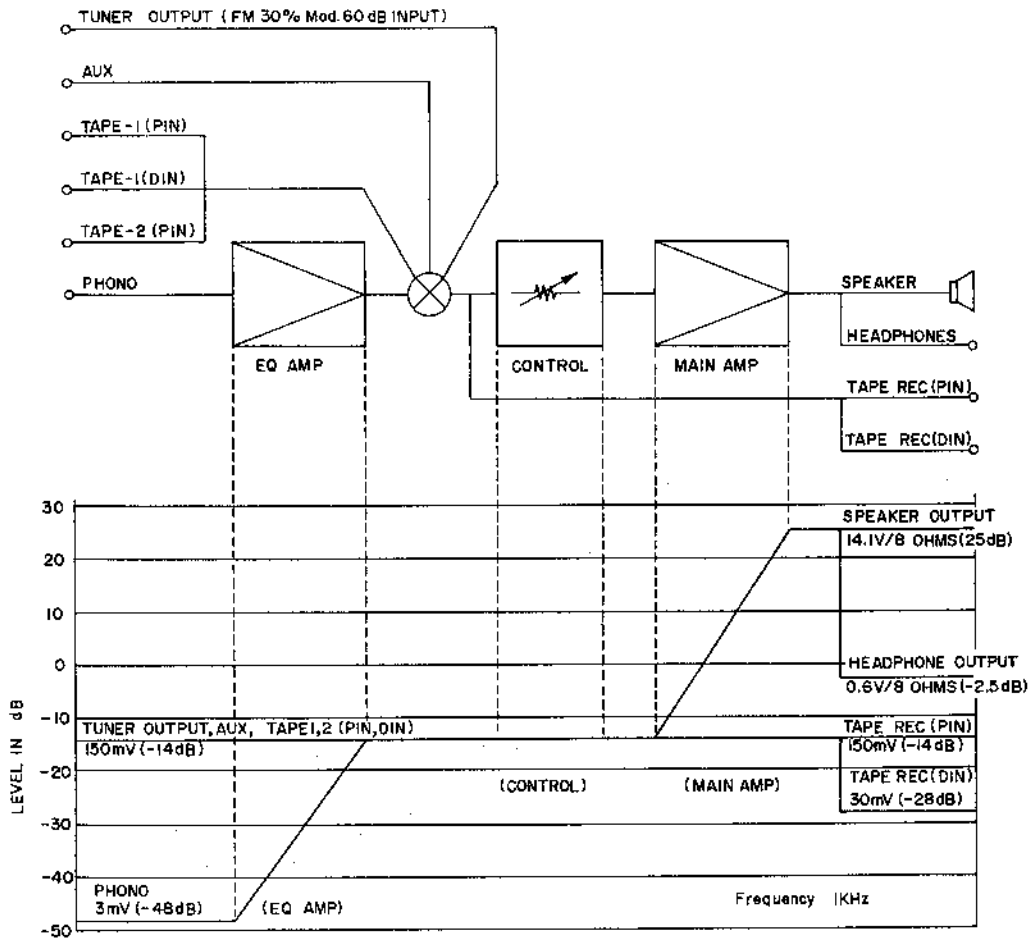 TUNER OUTPUT (FM 30% Mod. 60 dB INPUT)
AUX
TAPE-1 (PIN)
TAPE-1(DIN)
TAPE-2 (PIN)
PHONO
EQ AMP
CONTROL
MAIN AMP
SPEAKER
HEADPHONES
TAPE REC(PIN)
TAPE REC(DIN)
LEVEL IN dB
30
20
10
0
-10
-20
-30
-40
-50
SPEAKER OUTPUT
14.1V/8 OHMS(25dB)
HEADPHONE OUTPUT
0.6V/8 OHMS(-2.5dB)
TUNER OUTPUT, AUX, TAPE1,2 (PIN,DIN)
150mV (-14dB)
TAPE REC (PIN)
150mV (-14dB)
TAPE REC(DIN)
30mV (-28dB)
(CONTROL)
(MAIN AMP)
PHONO
3mV (-48dB)
(EQ AMP)
Frequency 1KHz